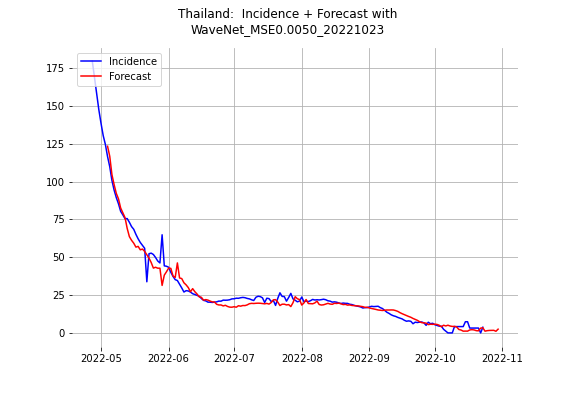 Thailand: Incidence + Forecast with
WaveNet_MSE0.0050_20221023
Incidence
Forecast
175
150
125
100
75
50
25
0
2022-05 2022-06 2022-07 2022-08 2022-09 2022-10 2022-11